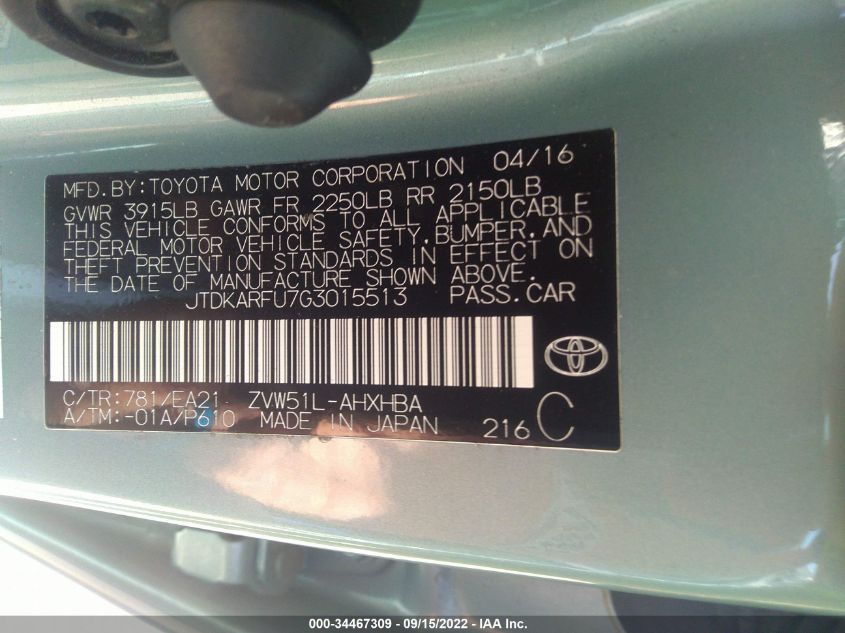 MFD.BY:TOYOTA MOTOR CORPORATION 04/16
GVWR 3915LB GAWR FR 2250LB RR 2150LB
THIS VEHICLE CONFORMS TO ALL APPLICABLE
FEDERAL MOTOR VEHICLE SAFETY,BUMPER,AND
THEFT PREVENTION STANDARDS IN EFFECT ON
THE DATE OF MANUFACTURE SHOWN ABOVE.
JTDKARFU7G3015513 PASS.CAR
C/TR:781/EA21 ZVW51L-AHXHBA
A/TM:-01A/P610 MADE IN JAPAN 216 C
000-34467309 / 09/15/2022 / IAA Inc.